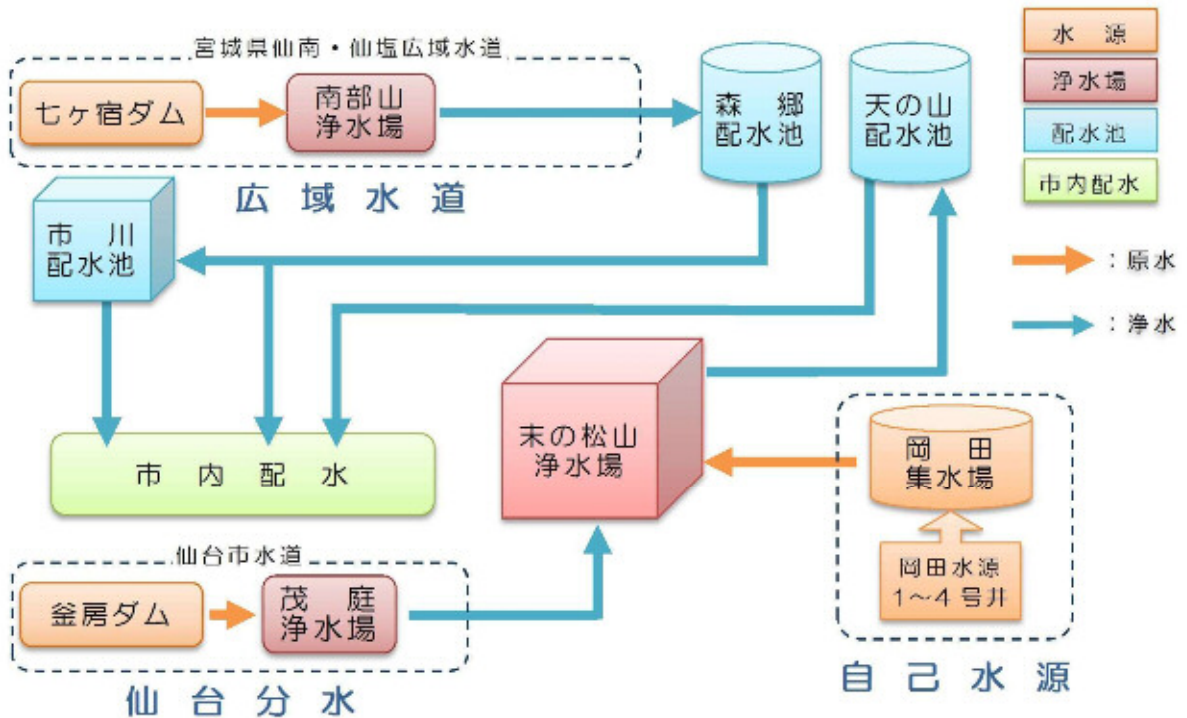 宮城県仙南・仙塩広域水道
七ヶ宿ダム
南部山
浄水場
広域水道
森郷
配水池
天の山
配水池
水源
浄水場
配水池
市内配水
：原水
：浄水
市川
配水池
市内配水
末の松山
浄水場
岡田
集水場
岡田水源
1～4号井
自己水源
仙台市水道
釜房ダム
茂庭
浄水場
仙台分水